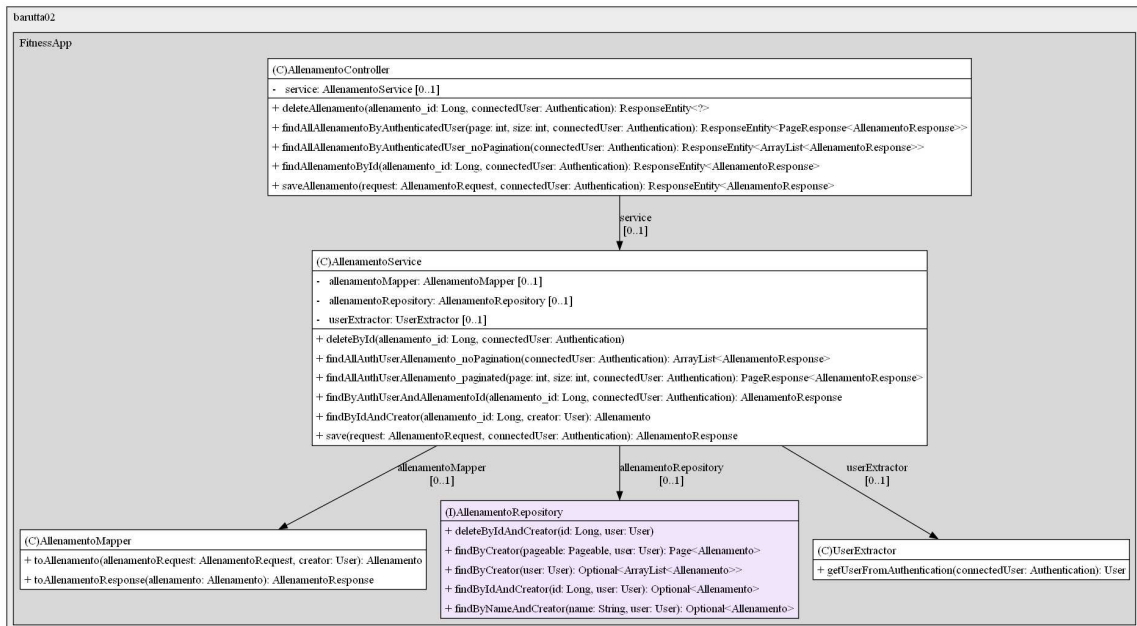 barutta02
FitnessApp
(C)AllenamentoController
- service: AllenamentoService [0..1]
+ deleteAllenamento(allenamento_id: Long, connectedUser: Authentication): ResponseEntity<?>
+ findAllAllenamentoByAuthenticatedUser(page: int, size: int, connectedUser: Authentication): ResponseEntity<PageResponse<AllenamentoResponse>>
+ findAllAllenamentoByAuthenticatedUser_noPagination(connectedUser: Authentication): ResponseEntity<ArrayList<AllenamentoResponse>>
+ findAllenamentoById(allenamento_id: Long, connectedUser: Authentication): ResponseEntity<AllenamentoResponse>
+ saveAllenamento(request: AllenamentoRequest, connectedUser: Authentication): ResponseEntity<AllenamentoResponse>
service
[0..1]
(C)AllenamentoService
- allenamentoMapper: AllenamentoMapper [0..1]
- allenamentoRepository: AllenamentoRepository [0..1]
- userExtractor: UserExtractor [0..1]
+ deleteById(allenamento_id: Long, connectedUser: Authentication)
+ findAllAuthUserAllenamento_noPagination(connectedUser: Authentication): ArrayList<AllenamentoResponse>
+ findAllAuthUserAllenamento_paginated(page: int, size: int, connectedUser: Authentication): PageResponse<AllenamentoResponse>
+ findByAuthUserAndAllenamentoId(allenamento_id: Long, connectedUser: Authentication): AllenamentoResponse
+ findByIdAndCreator(allenamento_id: Long, creator: User): Allenamento
+ save(request: AllenamentoRequest, connectedUser: Authentication): AllenamentoResponse
allenamentoMapper
[0..1]
allenamentoRepository
[0..1]
userExtractor
[0..1]
(C)AllenamentoMapper
+ toAllenamento(allenamentoRequest: AllenamentoRequest, creator: User): Allenamento
+ toAllenamentoResponse(allenamento: Allenamento): AllenamentoResponse
(I)AllenamentoRepository
+ deleteByIdAndCreator(id: Long, user: User)
+ findByCreator(pageable: Pageable, user: User): Page<Allenamento>
+ findByCreator(user: User): Optional<ArrayList<Allenamento>>
+ findByIdAndCreator(id: Long, user: User): Optional<Allenamento>
+ findByNameAndCreator(name: String, user: User): Optional<Allenamento>
(C)UserExtractor
+ getUserFromAuthentication(connectedUser: Authentication): User